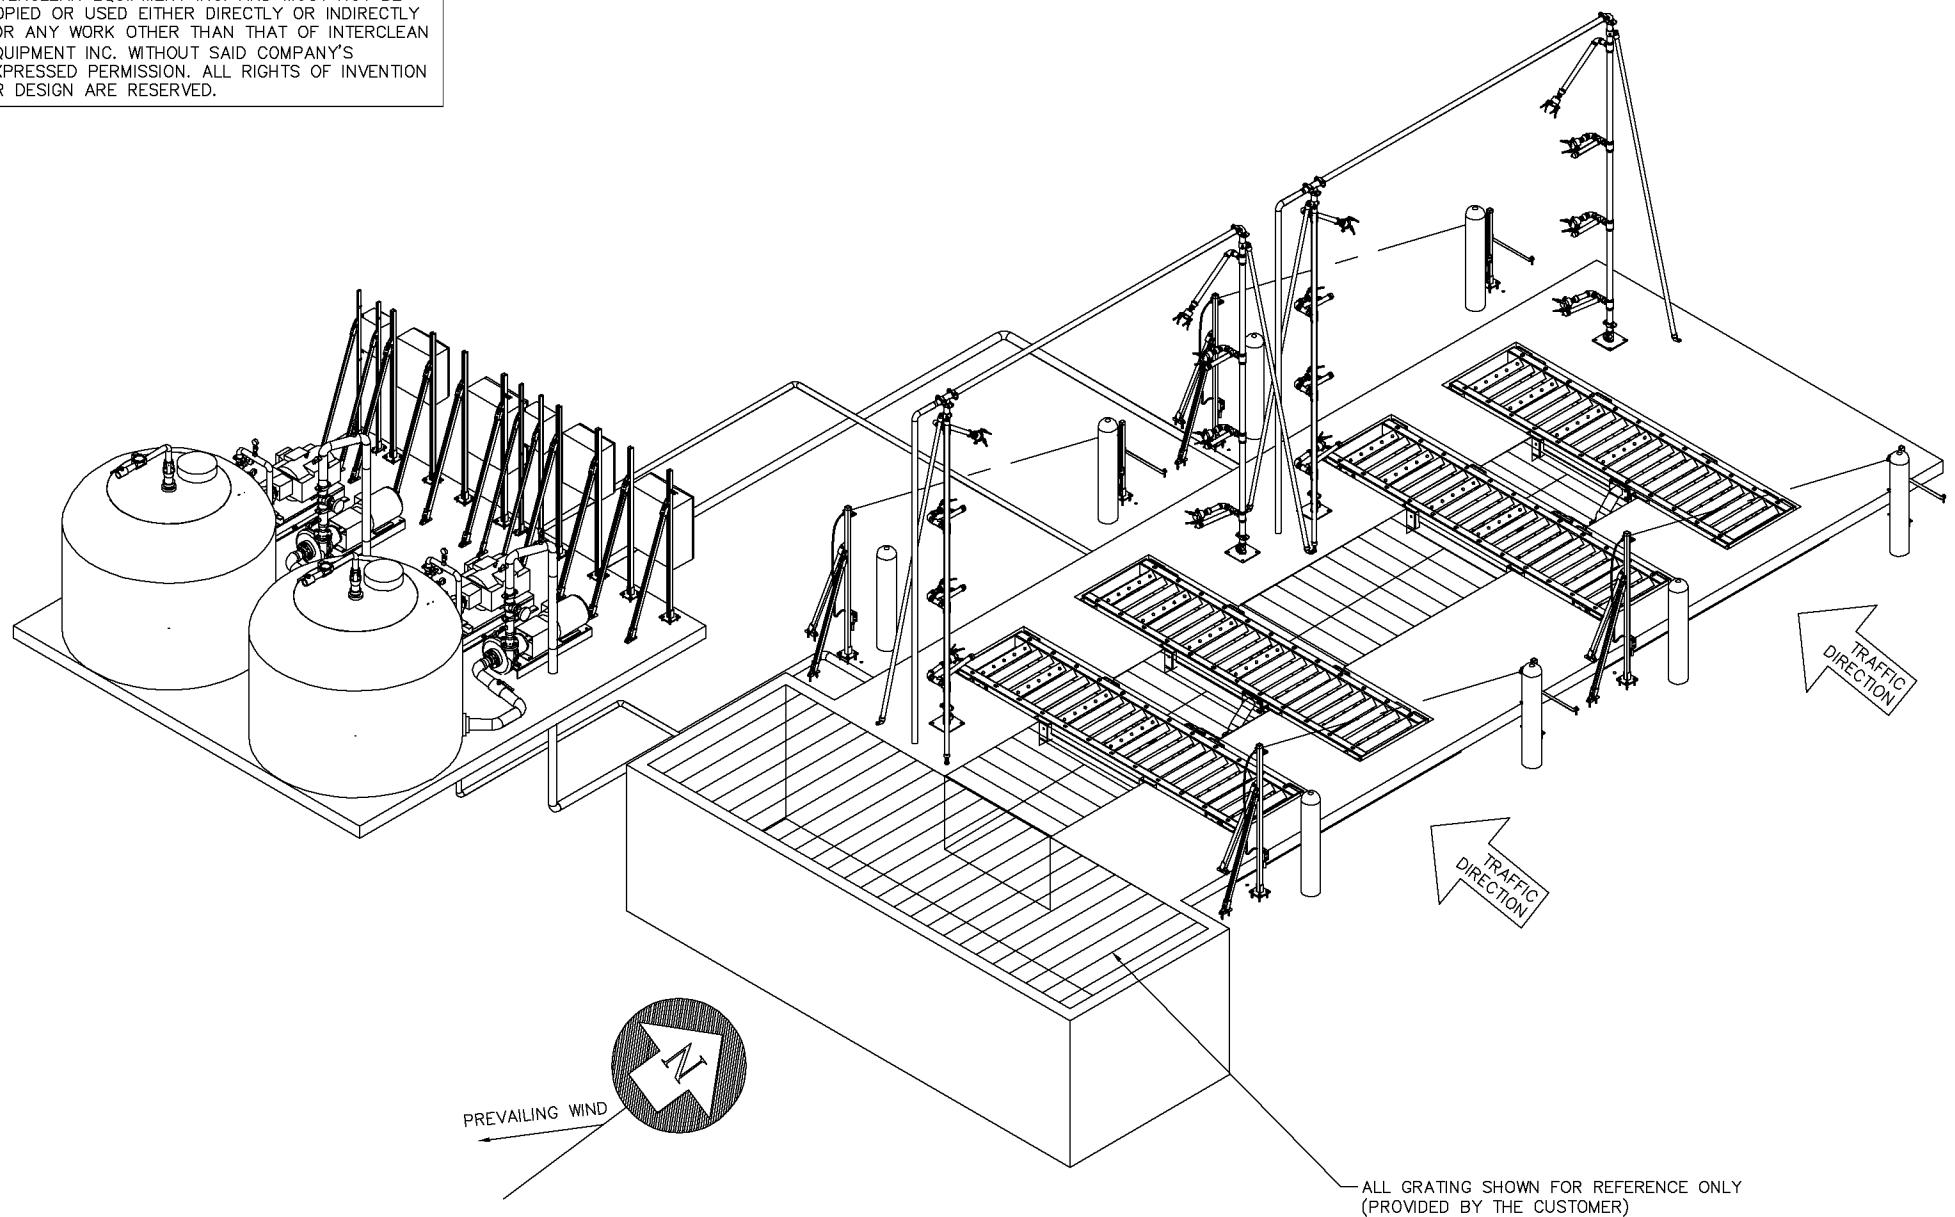 OPIED OR USED EITHER DIRECTLY OR INDIRECTLY
OR ANY WORK OTHER THAN THAT OF INTERCLEAN
QUIPMENT INC. WITHOUT SAID COMPANY'S
XPRESSED PERMISSION. ALL RIGHTS OF INVENTION
R DESIGN ARE RESERVED.
TRAFFIC
DIRECTION
TRAFFIC
DIRECTION
N
PREVAILING WIND
ALL GRATING SHOWN FOR REFERENCE ONLY
(PROVIDED BY THE CUSTOMER)